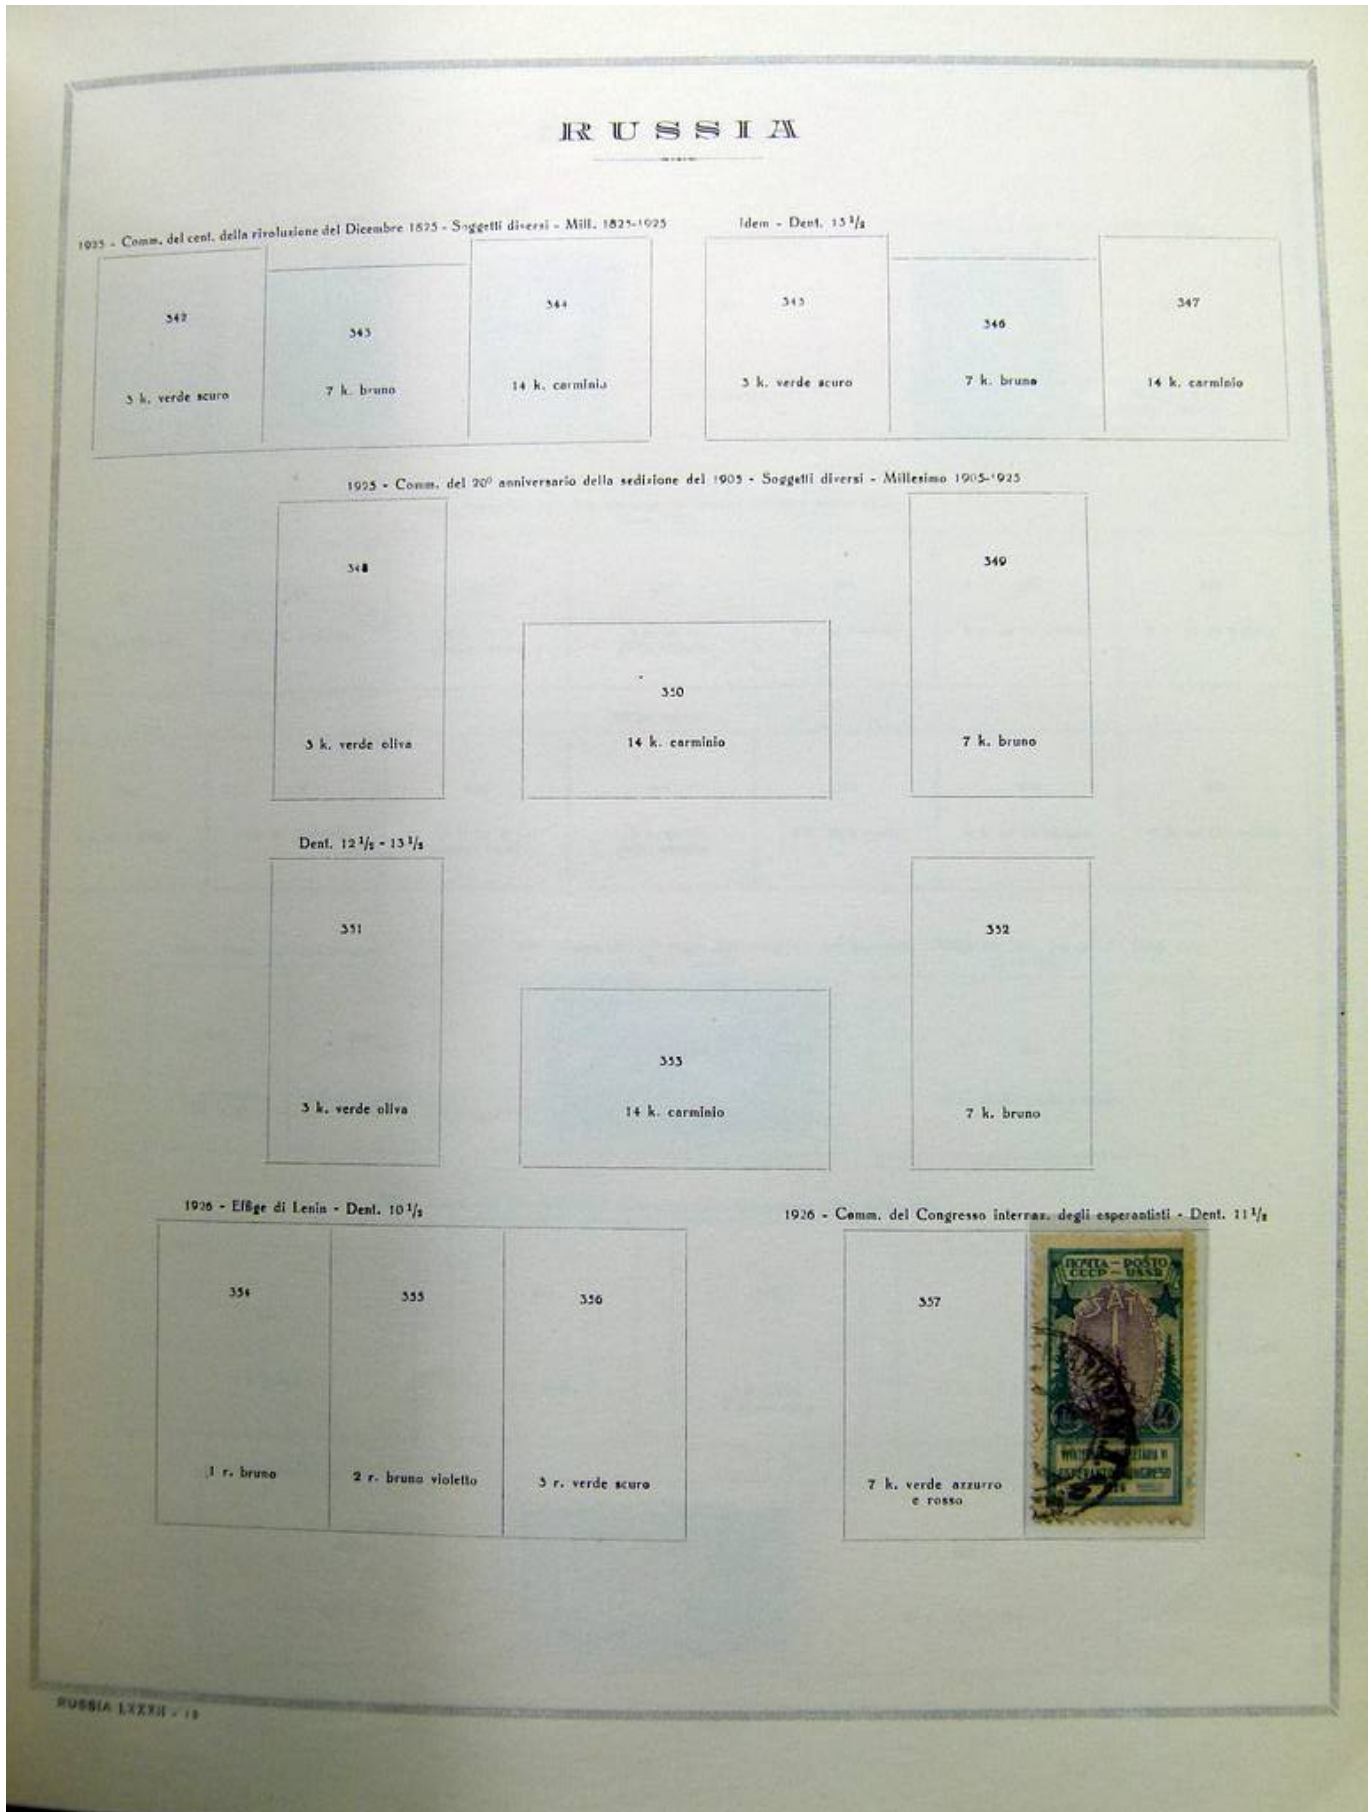 RUSSIA
1925 - Comm. del cent. della rivoluzione del Dicembre 1825 - Soggetti diversi - Mill. 1825-1925
Idem - Dent. 13 1/2
342
343
344
345
346
347
3 k. verde scuro
7 k. bruno
14 k. carminio
3 k. verde scuro
7 k. bruno
14 k. carminio
1925 - Comm. del 20º anniversario della sedizione del 1905 - Soggetti diversi - Millesimo 1905-1925
348
349
350
3 k. verde oliva
14 k. carminio
7 k. bruno
Dent. 12 1/2 - 13 1/2
351
352
353
3 k. verde oliva
14 k. carminio
7 k. bruno
1926 - Effige di Lenin - Dent. 10 1/2
354
355
356
1 r. bruno
2 r. bruno violetto
3 r. verde scuro
1926 - Comm. del Congresso internaz. degli esperantisti - Dent. 11 1/2
357
7 k. verde azzurro
e rosso
ПОЧТА - POŜTO
СССР - USSR
SAT
14
RUSSIA LXXXII - 19